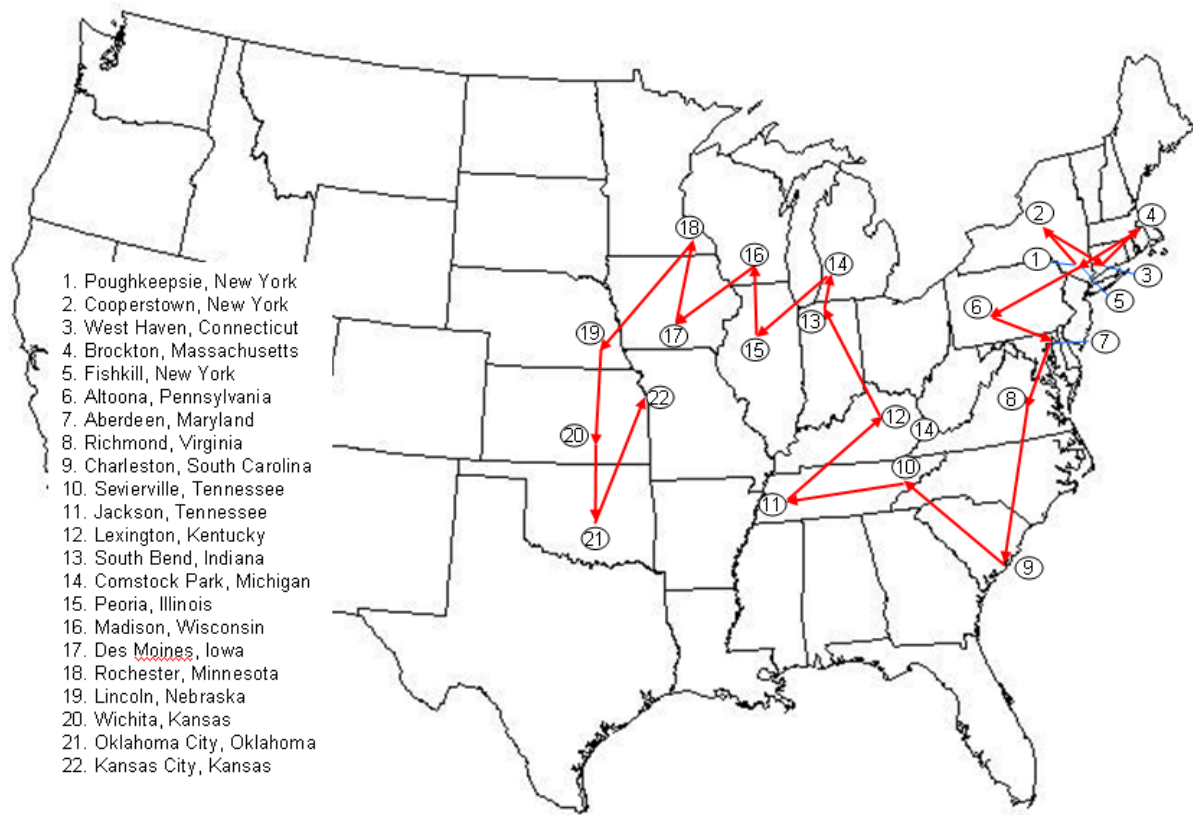 1. Poughkeepsie, New York
2. Cooperstown, New York
3. West Haven, Connecticut
4. Brockton, Massachusetts
5. Fishkill, New York
6. Altoona, Pennsylvania
7. Aberdeen, Maryland
8. Richmond, Virginia
9. Charleston, South Carolina
10. Sevierville, Tennessee
11. Jackson, Tennessee
12. Lexington, Kentucky
13. South Bend, Indiana
14. Comstock Park, Michigan
15. Peoria, Illinois
16. Madison, Wisconsin
17. Des Moines, Iowa
18. Rochester, Minnesota
19. Lincoln, Nebraska
20. Wichita, Kansas
21. Oklahoma City, Oklahoma
22. Kansas City, Kansas
2
4
18
16
14
1
3
5
6
13
19
17
15
7
22
8
12
20
14
10
11
21
9